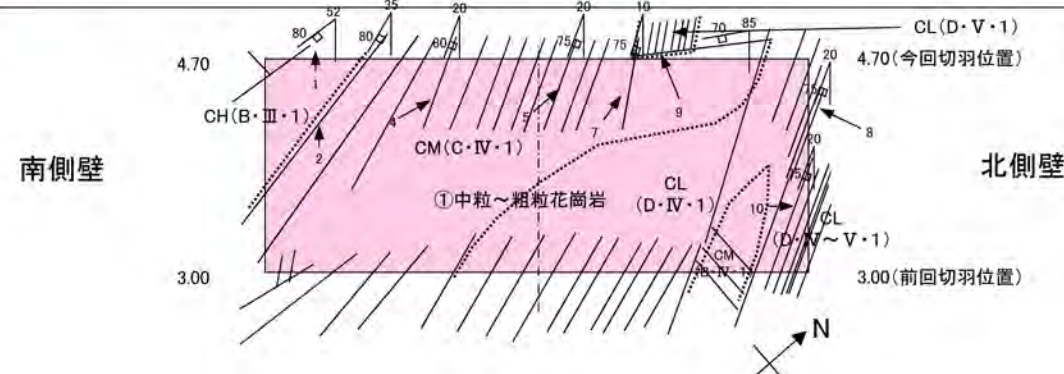 52
35
20
20
10
70
85
CL(D・Ⅴ・1)
80
80
80
75
75
4.70
4.70(今回切羽位置)
20
1
9
CH(B・Ⅲ・1)
4
5
7
8
2
CM(C・Ⅳ・1)
20
南側壁
北側壁
CL
(D・Ⅳ・1)
①中粒～粗粒花崗岩
10
CL
(D・Ⅳ～Ⅴ・1)
CM
3.00
3.00(前回切羽位置)
N